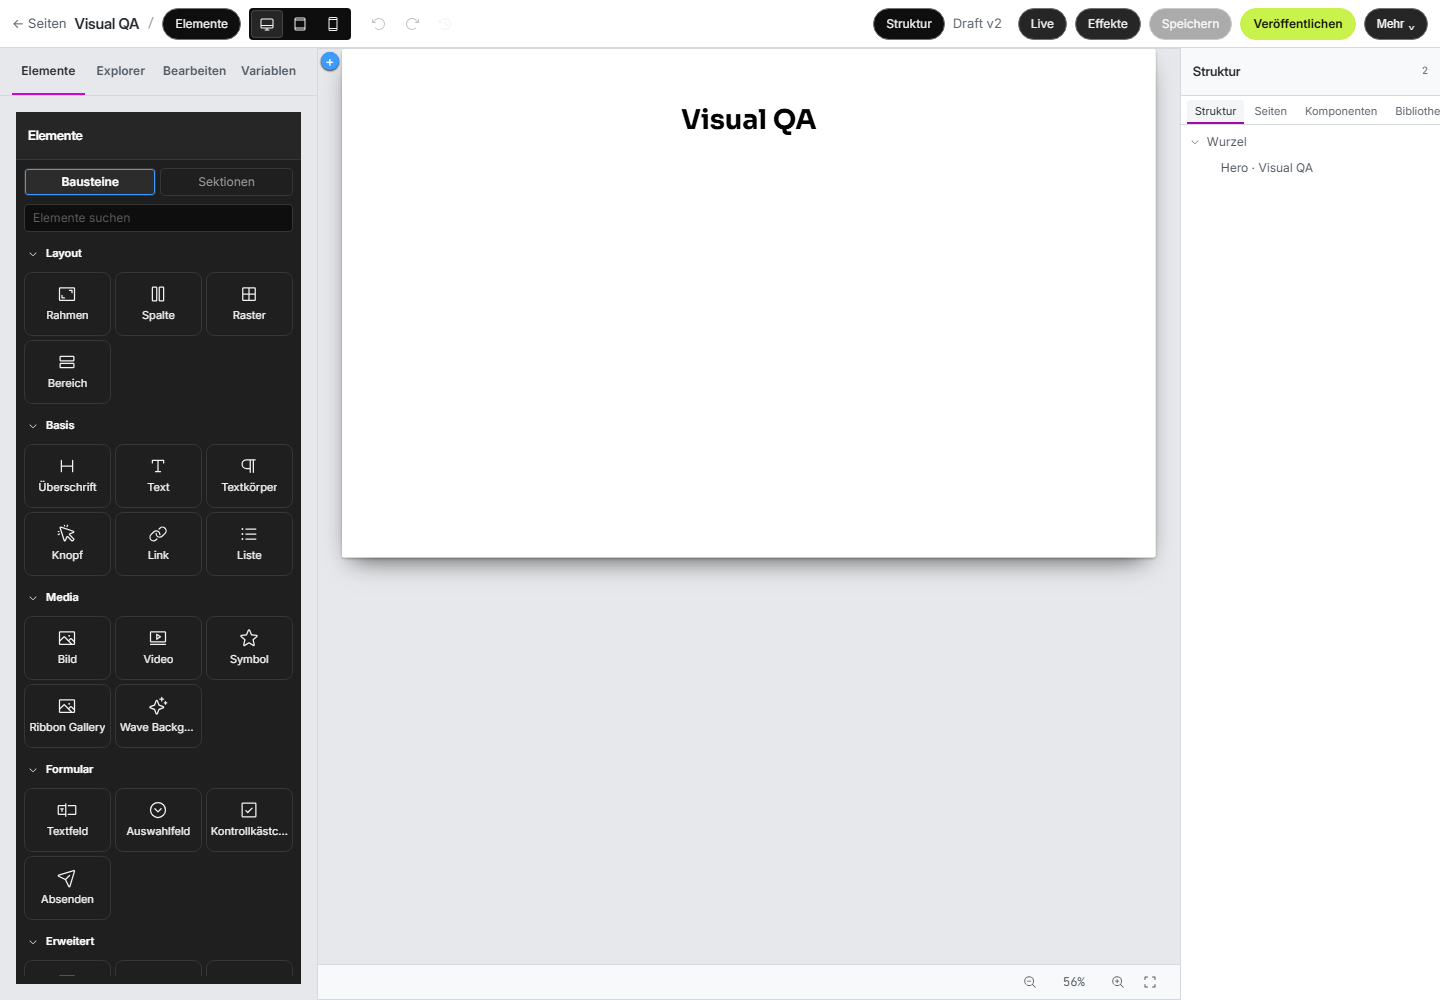 Seiten Visual QA / Elemente Struktur Draft v2 Live Effekte Speichern Veröffentlichen Mehr
Elemente Explorer Bearbeiten Variablen
Elemente
Bausteine Sektionen
Elemente suchen
Layout
Rahmen Spalte Raster
Bereich
Basis
Überschrift Text Textkörper
Knopf Link Liste
Media
Bild Video Symbol
Ribbon Gallery Wave Backg...
Formular
Textfeld Auswahlfeld Kontrollkästc...
Absenden
Erweitert
Visual QA
56%
Struktur 2
Struktur Seiten Komponenten Bibliothe
Wurzel
Hero · Visual QA